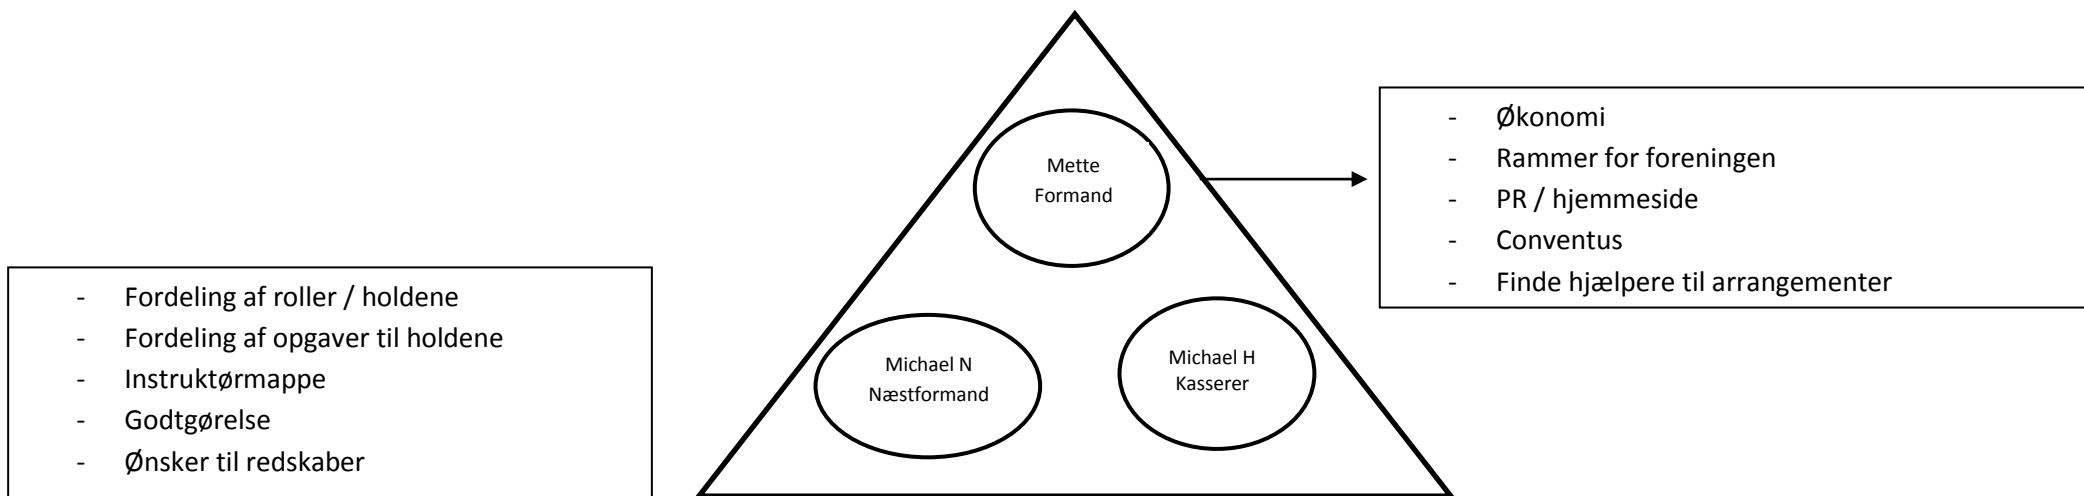 Mette
Formand
Michael N
Næstformand
Michael H
Kasserer
- Økonomi
- Rammer for foreningen
- PR / hjemmeside
- Conventus
- Finde hjælpere til arrangementer
- Fordeling af roller / holdene
- Fordeling af opgaver til holdene
- Instruktørmappe
- Godtgørelse
- Ønsker til redskaber